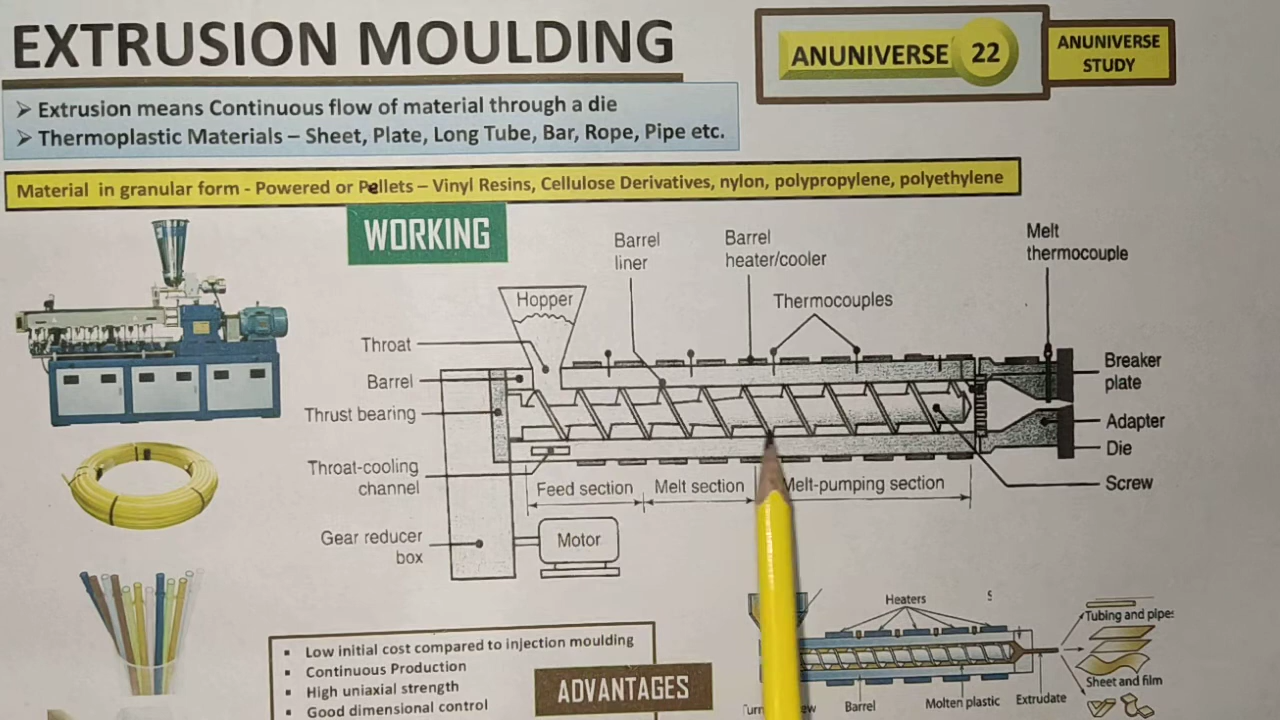 EXTRUSION MOULDING
ANUNIVERSE 22
ANUNIVERSE
STUDY
➢ Extrusion means Continuous flow of material through a die
➢ Thermoplastic Materials – Sheet, Plate, Long Tube, Bar, Rope, Pipe etc.
Material in granular form - Powered or Pellets – Vinyl Resins, Cellulose Derivatives, nylon, polypropylene, polyethylene
WORKING
Barrel
liner
Barrel
heater/cooler
Melt
thermocouple
Hopper
Thermocouples
Throat
Barrel
Thrust bearing
Throat-cooling
channel
Gear reducer
box
Breaker
plate
Adapter
Die
Screw
Feed section
Melt section
Melt-pumping section
Motor
▪ Low initial cost compared to injection moulding
▪ Continuous Production
▪ High uniaxial strength
▪ Good dimensional control
ADVANTAGES
Heaters
Tubing and pipes
Sheet and film
Barrel
Molten plastic
Extrudate